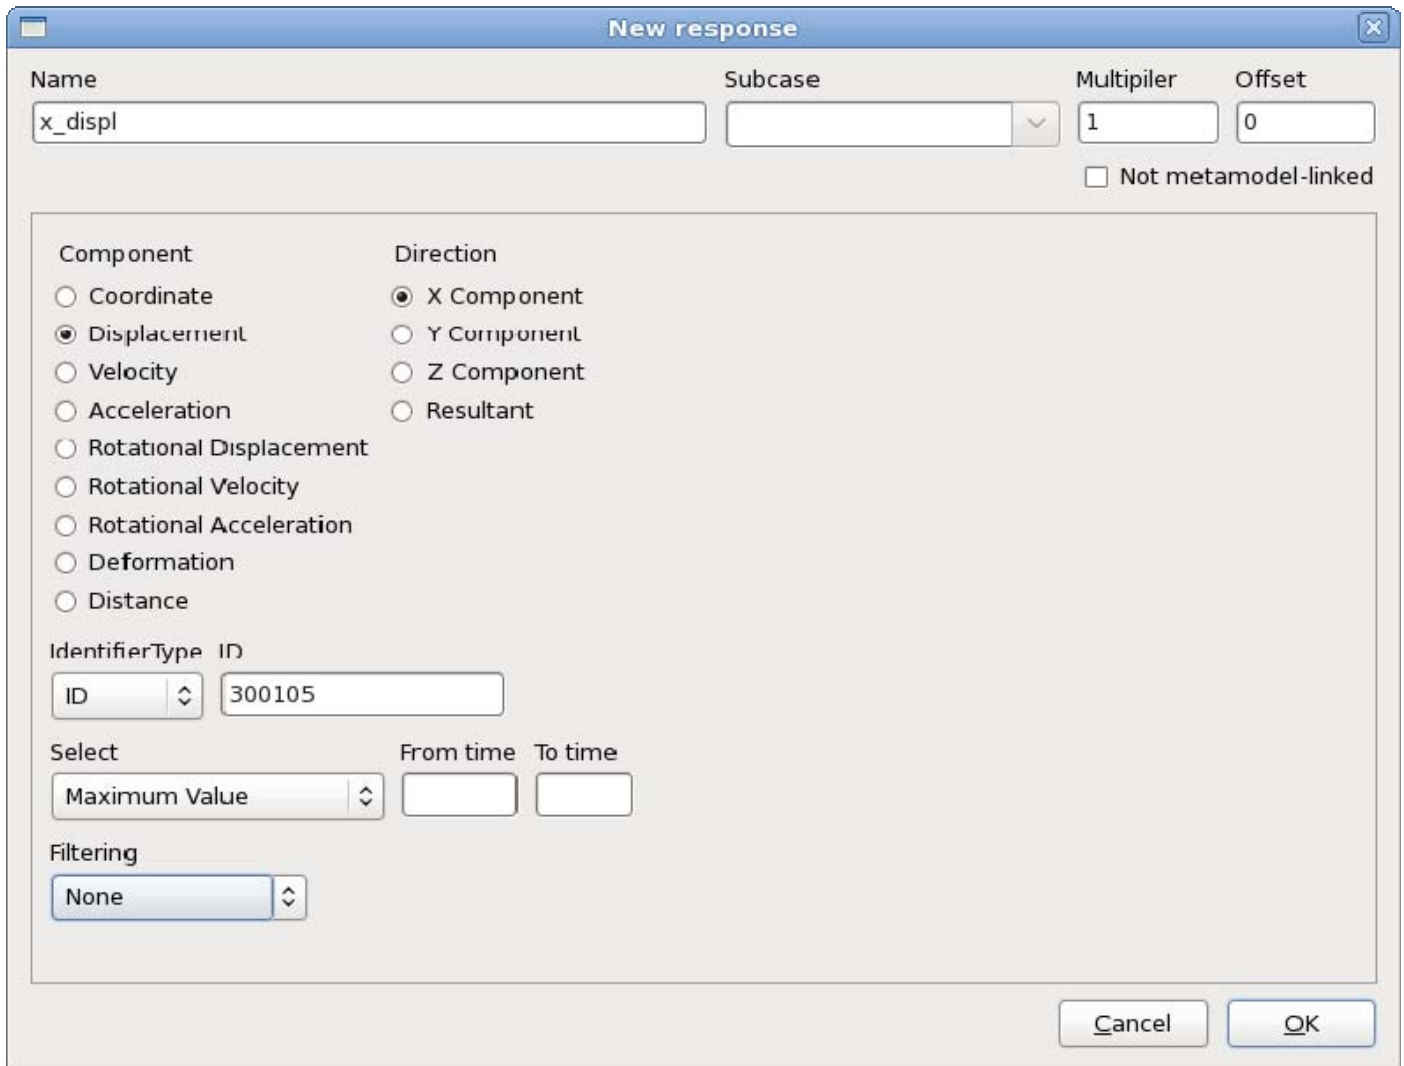 New response
Name Subcase Multipiler Offset
x_displ 1 0
Not metamodel-linked
Component Direction
Coordinate X Component
Displacement Y Component
Velocity Z Component
Acceleration Resultant
Rotational Displacement
Rotational Velocity
Rotational Acceleration
Deformation
Distance
IdentifierType ID
ID 300105
Select From time To time
Maximum Value
Filtering
None
Cancel OK